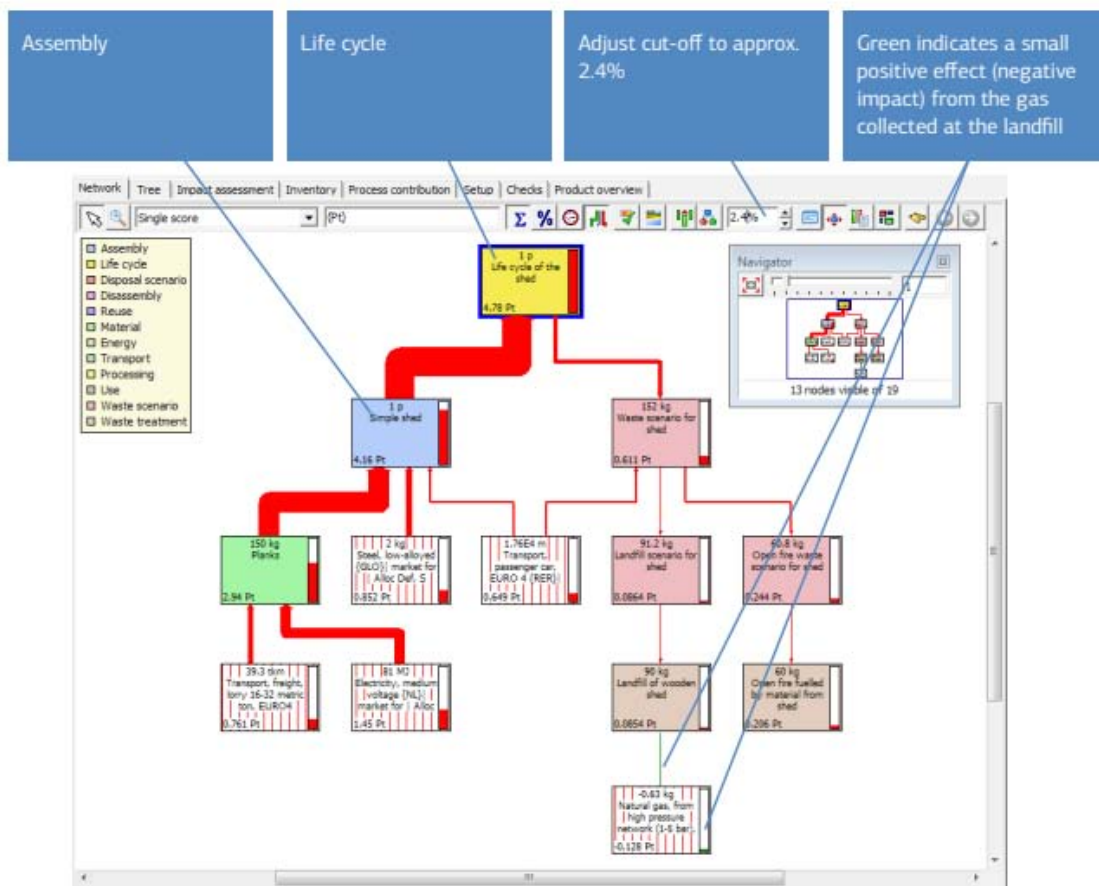 Assembly
Life cycle
Adjust cut-off to approx.
2.4%
Green indicates a small
positive effect (negative
impact) from the gas
collected at the landfill
Network
Tree
Impact assessment
Inventory
Process contribution
Setup
Checks
Product overview
Single score
(Pt)
Σ
%
2.4%
Assembly
Life cycle
Disposal scenario
Disassembly
Reuse
Material
Energy
Transport
Processing
Use
Waste scenario
Waste treatment
Navigator
1
13 nodes visible of 19
1 p
Life cycle of the
shed
4.78 Pt
1 p
Simple shed
4.16 Pt
152 kg
Waste scenario for
shed
0.611 Pt
150 kg
Planks
2.94 Pt
2 kg
Steel, low-alloyed
{GLO}| market for
| Alloc Def, S
0.852 Pt
1.76E4 m
Transport,
passenger car,
EURO 4 {RER}|
0.649 Pt
91.2 kg
Landfill scenario for
shed
0.0864 Pt
60.8 kg
Open fire waste
scenario for shed
0.244 Pt
39.3 tkm
Transport, freight,
lorry 16-32 metric
ton, EURO4
0.761 Pt
81 MJ
Electricity, medium
voltage {NL}|
market for | Alloc
1.45 Pt
90 kg
Landfill of wooden
shed
0.0854 Pt
60 kg
Open fire fuelled
by material from
shed
0.206 Pt
-0.63 kg
Natural gas, from
high pressure
network (1-5 bar),
-0.128 Pt